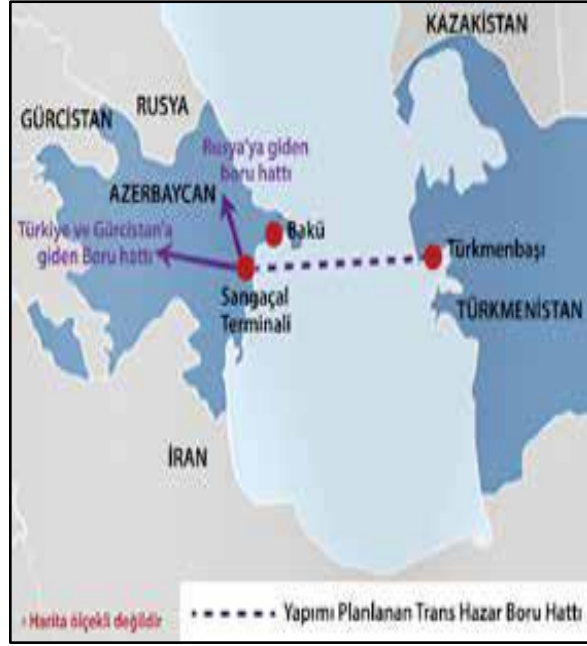 KAZAKİSTAN
RUSYA
GÜRCİSTAN
Rusya'ya giden
boru hattı
AZERBAYCAN
Bakü
Türkiye ve Gürcistan'a
giden Boru hattı
Türkmenbaşı
Sangaçal
Terminali
TÜRKMENİSTAN
İRAN
Harita ölçekli değildir
Yapımı Planlanan Trans Hazar Boru Hattı